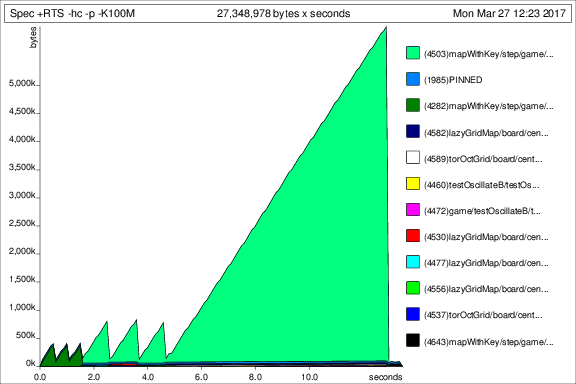 Spec +RTS -hc -p -K100M 27,348,978 bytes x seconds Mon Mar 27 12:23 2017
bytes
5,000k
4,500k
4,000k
3,500k
3,000k
2,500k
2,000k
1,500k
1,000k
500k
0k
0.0 2.0 4.0 6.0 8.0 10.0 seconds
(4503)mapWithKey/step/game/...
(1985)PINNED
(4282)mapWithKey/step/game/...
(4582)lazyGridMap/board/cen...
(4589)torOctGrid/board/cent...
(4460)testOscillateB/testOs...
(4472)game/testOscillateB/t...
(4530)lazyGridMap/board/cen...
(4477)lazyGridMap/board/cen...
(4556)lazyGridMap/board/cen...
(4537)torOctGrid/board/cent...
(4643)mapWithKey/step/game/...